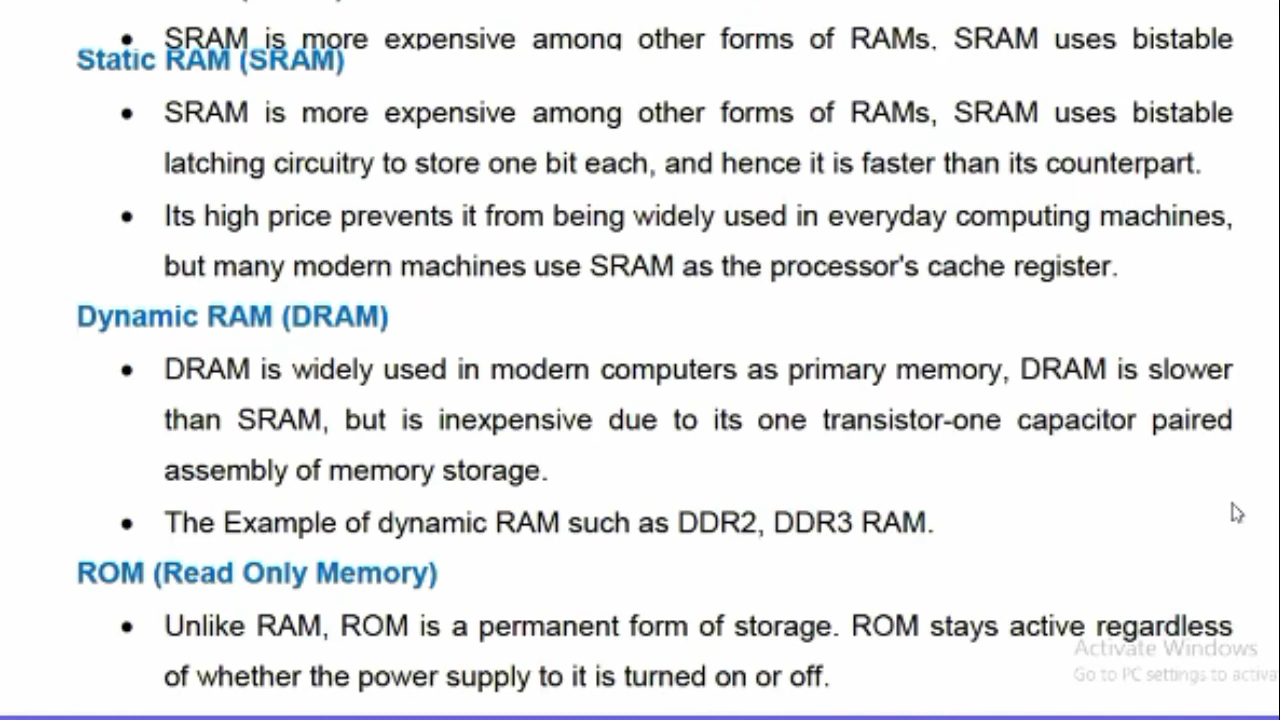 SRAM is more expensive among other forms of RAMs. SRAM uses bistable
Static RAM (SRAM)
• SRAM is more expensive among other forms of RAMs, SRAM uses bistable
latching circuitry to store one bit each, and hence it is faster than its counterpart.
• Its high price prevents it from being widely used in everyday computing machines,
but many modern machines use SRAM as the processor's cache register.
Dynamic RAM (DRAM)
• DRAM is widely used in modern computers as primary memory, DRAM is slower
than SRAM, but is inexpensive due to its one transistor-one capacitor paired
assembly of memory storage.
• The Example of dynamic RAM such as DDR2, DDR3 RAM.
ROM (Read Only Memory)
• Unlike RAM, ROM is a permanent form of storage. ROM stays active regardless
of whether the power supply to it is turned on or off.
Activate Windows
Go to PC settings to activa